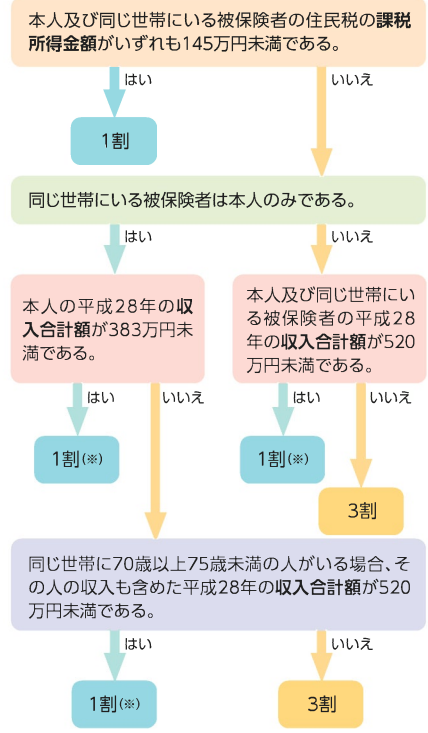 本人及び同じ世帯にいる被保険者の住民税の課税
所得金額がいずれも145万円未満である。
はい
いいえ
1割
同じ世帯にいる被保険者は本人のみである。
はい
いいえ
本人の平成28年の収
入合計額が383万円未
満である。
本人及び同じ世帯にい
る被保険者の平成28
年の収入合計額が520
万円未満である。
はい
いいえ
はい
いいえ
1割(※)
1割(※)
3割
同じ世帯に70歳以上75歳未満の人がいる場合、そ
の人の収入も含めた平成28年の収入合計額が520
万円未満である。
はい
いいえ
1割(※)
3割